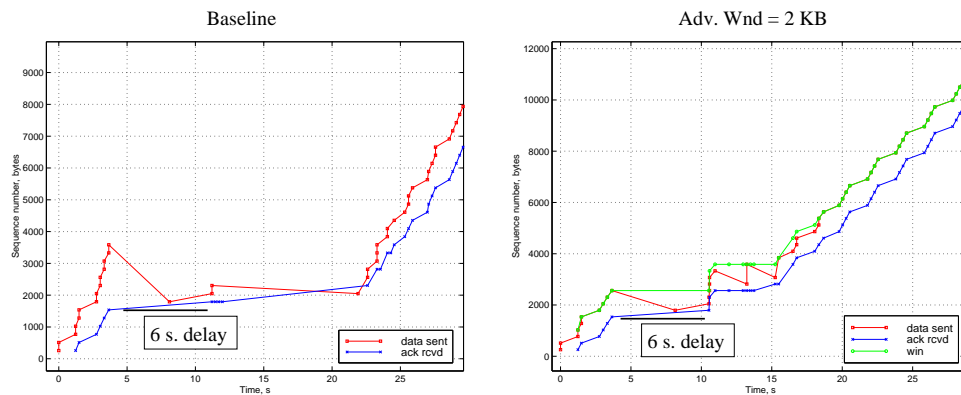 Baseline
9000
8000
7000
6000
5000
4000
3000
2000
1000
0
Sequence number, bytes
6 s. delay
data sent
ack rcvd
0
5
10
15
20
25
Time, s
Adv. Wnd = 2 KB
12000
10000
8000
6000
4000
2000
0
Sequence number, bytes
6 s. delay
data sent
ack rcvd
win
0
5
10
15
20
25
Time, s